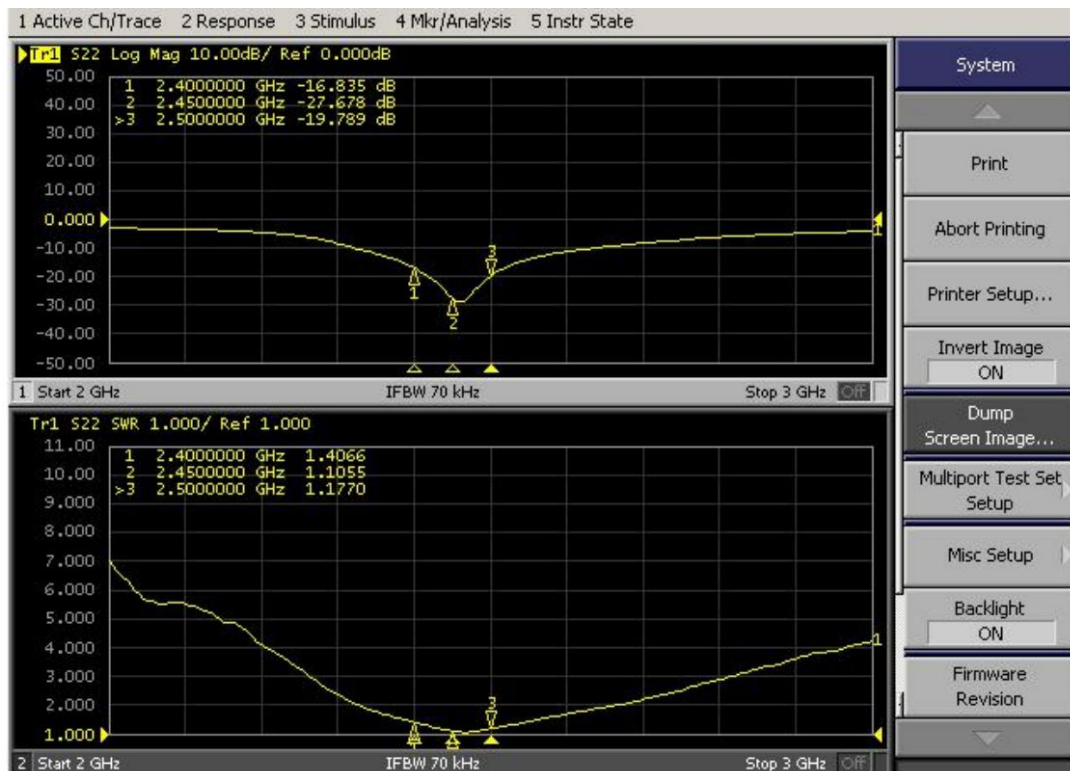 1 Active Ch/Trace 2 Response 3 Stimulus 4 Mkr/Analysis 5 Instr State
Tr1 S22 Log Mag 10.00dB/ Ref 0.000dB
50.00
40.00
30.00
20.00
10.00
0.000
-10.00
-20.00
-30.00
-40.00
-50.00
1 2.4000000 GHz -16.835 dB
2 2.4500000 GHz -27.678 dB
>3 2.5000000 GHz -19.789 dB
1
2
3
1
1 Start 2 GHz IFBW 70 kHz Stop 3 GHz Off
Tr1 S22 SWR 1.000/ Ref 1.000
11.00
10.00
9.000
8.000
7.000
6.000
5.000
4.000
3.000
2.000
1.000
1 2.4000000 GHz 1.4066
2 2.4500000 GHz 1.1055
>3 2.5000000 GHz 1.1770
3
1
2 Start 2 GHz IFBW 70 kHz Stop 3 GHz Off
System
Print
Abort Printing
Printer Setup...
Invert Image
ON
Dump
Screen Image...
Multiport Test Set
Setup
Misc Setup
Backlight
ON
Firmware
Revision